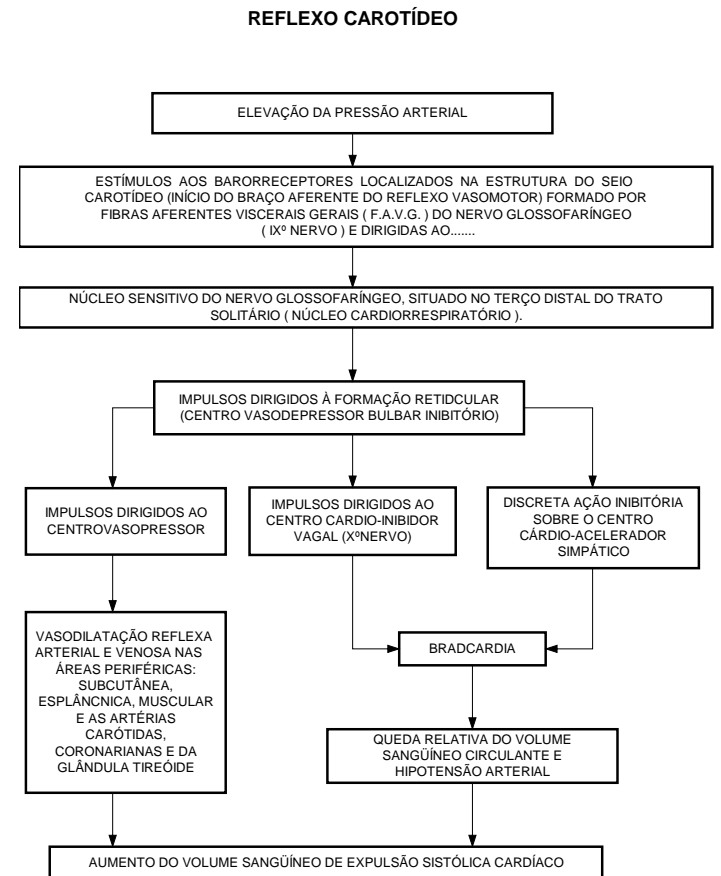 REFLEXO CAROTÍDEO
ELEVAÇÃO DA PRESSÃO ARTERIAL
ESTÍMULOS AOS BARORRECEPTORES LOCALIZADOS NA ESTRUTURA DO SEIO
CAROTÍDEO (INÍCIO DO BRAÇO AFERENTE DO REFLEXO VASOMOTOR) FORMADO POR
FIBRAS AFERENTES VISCERAIS GERAIS ( F.A.V.G. ) DO NERVO GLOSSOFARÍNGEO
( IXº NERVO ) E DIRIGIDAS AO.......
NÚCLEO SENSITIVO DO NERVO GLOSSOFARÍNGEO, SITUADO NO TERÇO DISTAL DO TRATO
SOLITÁRIO ( NÚCLEO CARDIORRESPIRATÓRIO ).
IMPULSOS DIRIGIDOS À FORMAÇÃO RETIDCULAR
(CENTRO VASODEPRESSOR BULBAR INIBITÓRIO)
IMPULSOS DIRIGIDOS AO
CENTROVASOPRESSOR
IMPULSOS DIRIGIDOS AO
CENTRO CARDIO-INIBIDOR
VAGAL (XºNERVO)
DISCRETA AÇÃO INIBITÓRIA
SOBRE O CENTRO
CÁRDIO-ACELERADOR
SIMPÁTICO
VASODILATAÇÃO REFLEXA
ARTERIAL E VENOSA NAS
ÁREAS PERIFÉRICAS:
SUBCUTÂNEA,
ESPLÂNCNICA, MUSCULAR
E AS ARTÉRIAS
CARÓTIDAS,
CORONARIANAS E DA
GLÂNDULA TIREÓIDE
BRADCARDIA
QUEDA RELATIVA DO VOLUME
SANGÜÍNEO CIRCULANTE E
HIPOTENSÃO ARTERIAL
AUMENTO DO VOLUME SANGÜÍNEO DE EXPULSÃO SISTÓLICA CARDÍACO